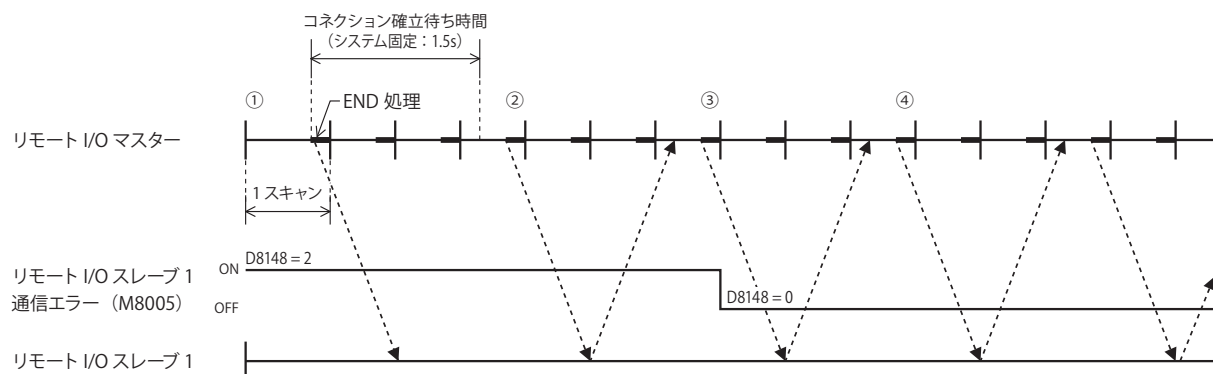 コネクション確立待ち時間
（システム固定：1.5s）
① ② ③ ④
END 処理
リモート I/O マスター
1 スキャン
リモート I/O スレーブ 1
通信エラー（M8005）
ON
OFF
D8148 = 2
D8148 = 0
リモート I/O スレーブ 1